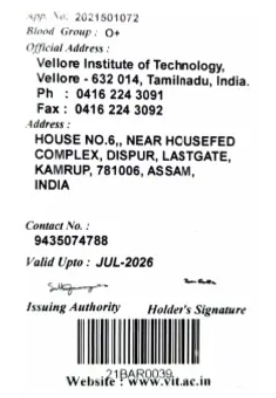 App. No: 2021501072
Blood Group : O+
Official Address :
Vellore Institute of Technology,
Vellore - 632 014, Tamilnadu, India.
Ph : 0416 224 3091
Fax : 0416 224 3092
Address :
HOUSE NO.6,, NEAR HOUSEFED
COMPLEX, DISPUR, LASTGATE,
KAMRUP, 781006, ASSAM,
INDIA
Contact No. :
9435074788
Valid Upto : JUL-2026
Issuing Authority Holder's Signature
21BAR0039
Website : www.vit.ac.in